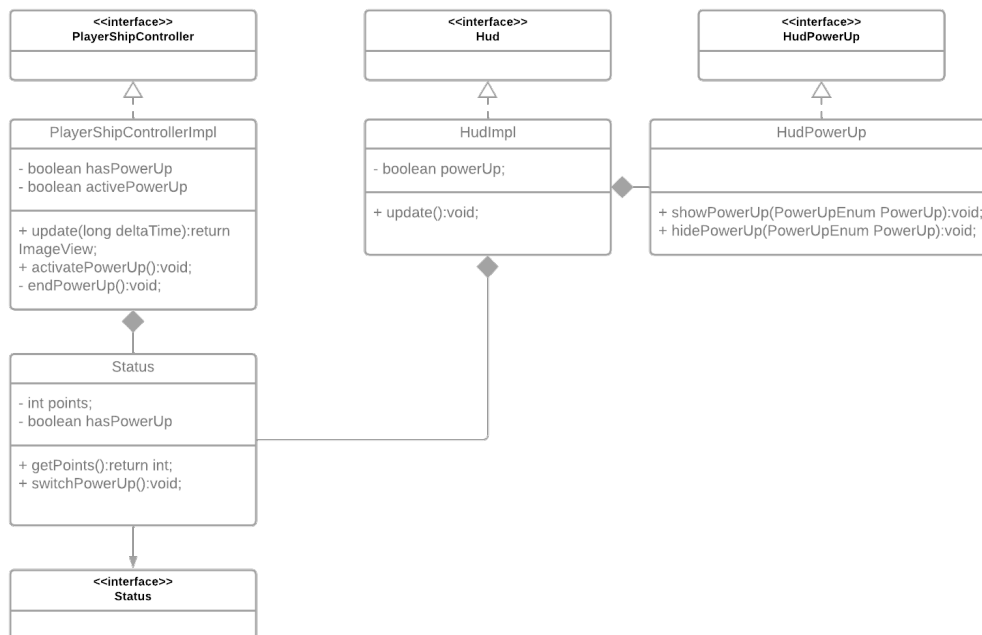 <<interface>>
PlayerShipController
<<interface>>
Hud
<<interface>>
HudPowerUp
PlayerShipControllerImpl
- boolean hasPowerUp
- boolean activePowerUp
+ update(long deltaTime):return
ImageView;
+ activatePowerUp():void;
- endPowerUp():void;
HudImpl
- boolean powerUp;
+ update():void;
HudPowerUp
+ showPowerUp(PowerUpEnum PowerUp):void;
+ hidePowerUp(PowerUpEnum PowerUp):void;
Status
- int points;
- boolean hasPowerUp
+ getPoints():return int;
+ switchPowerUp():void;
<<interface>>
Status